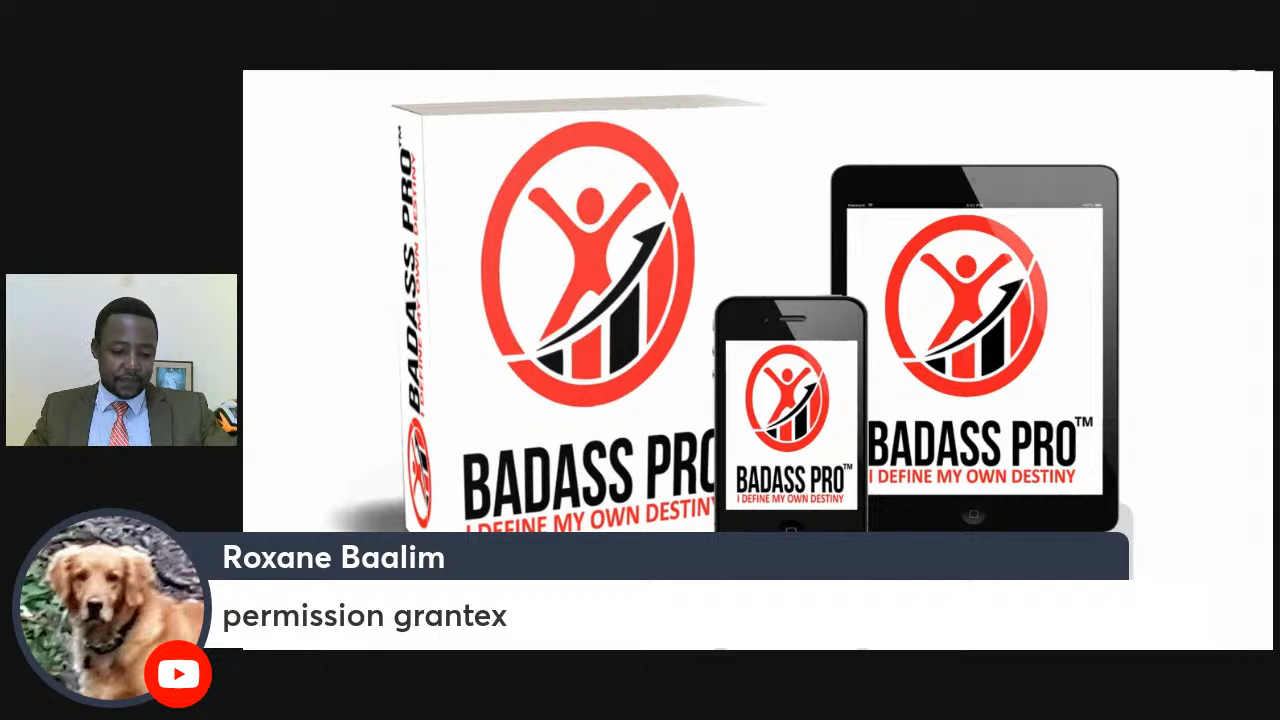 BADASS PRO™
I DEFINE MY OWN DESTINY
BADASS PRO
I DEFINE MY OWN DESTINY
BADASS PRO™
I DEFINE MY OWN DESTINY
BADASS PRO™
I DEFINE MY OWN DESTINY
Roxane Baalim
permission grantex